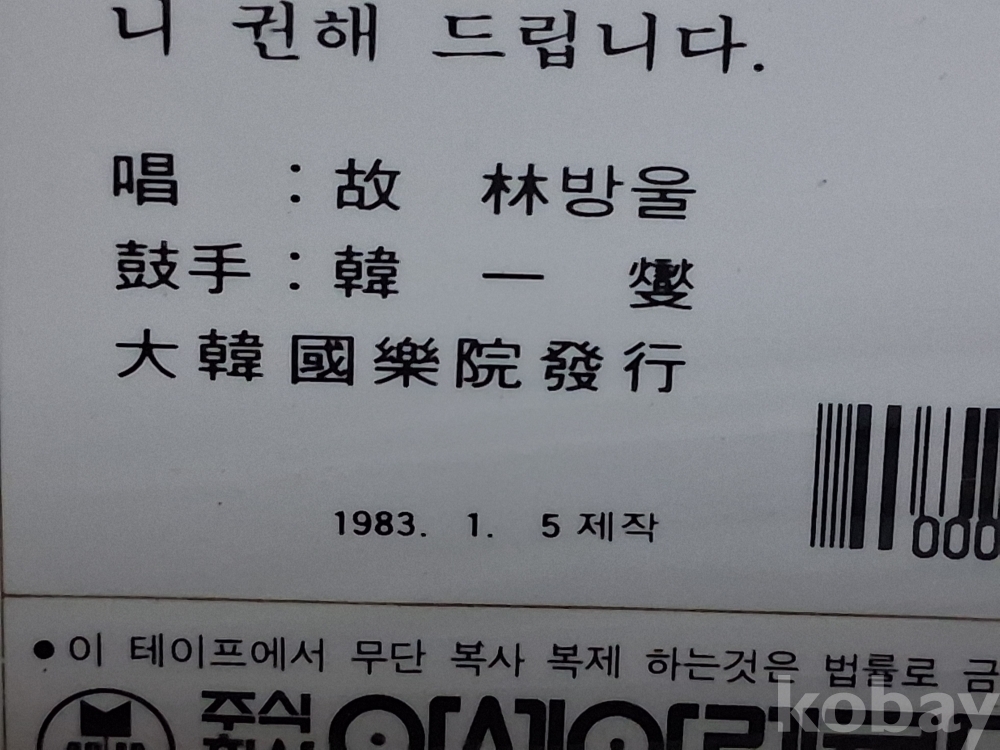 니 권해 드립니다.
唱 : 故 林방울
鼓手 : 韓 一 燮
大韓國樂院發行
1983. 1. 5 제작
000
● 이 테이프에서 무단 복사 복제 하는것은 법률로 금
kobay
주식